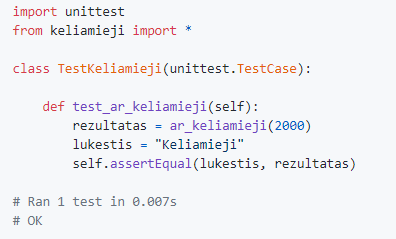 import unittest
from keliamieji import *
class TestKeliamieji(unittest.TestCase):
    def test_ar_keliamieji(self):
        rezultatas = ar_keliamieji(2000)
        lukestis = "Keliamieji"
        self.assertEqual(lukestis, rezultatas)
# Ran 1 test in 0.007s
# OK